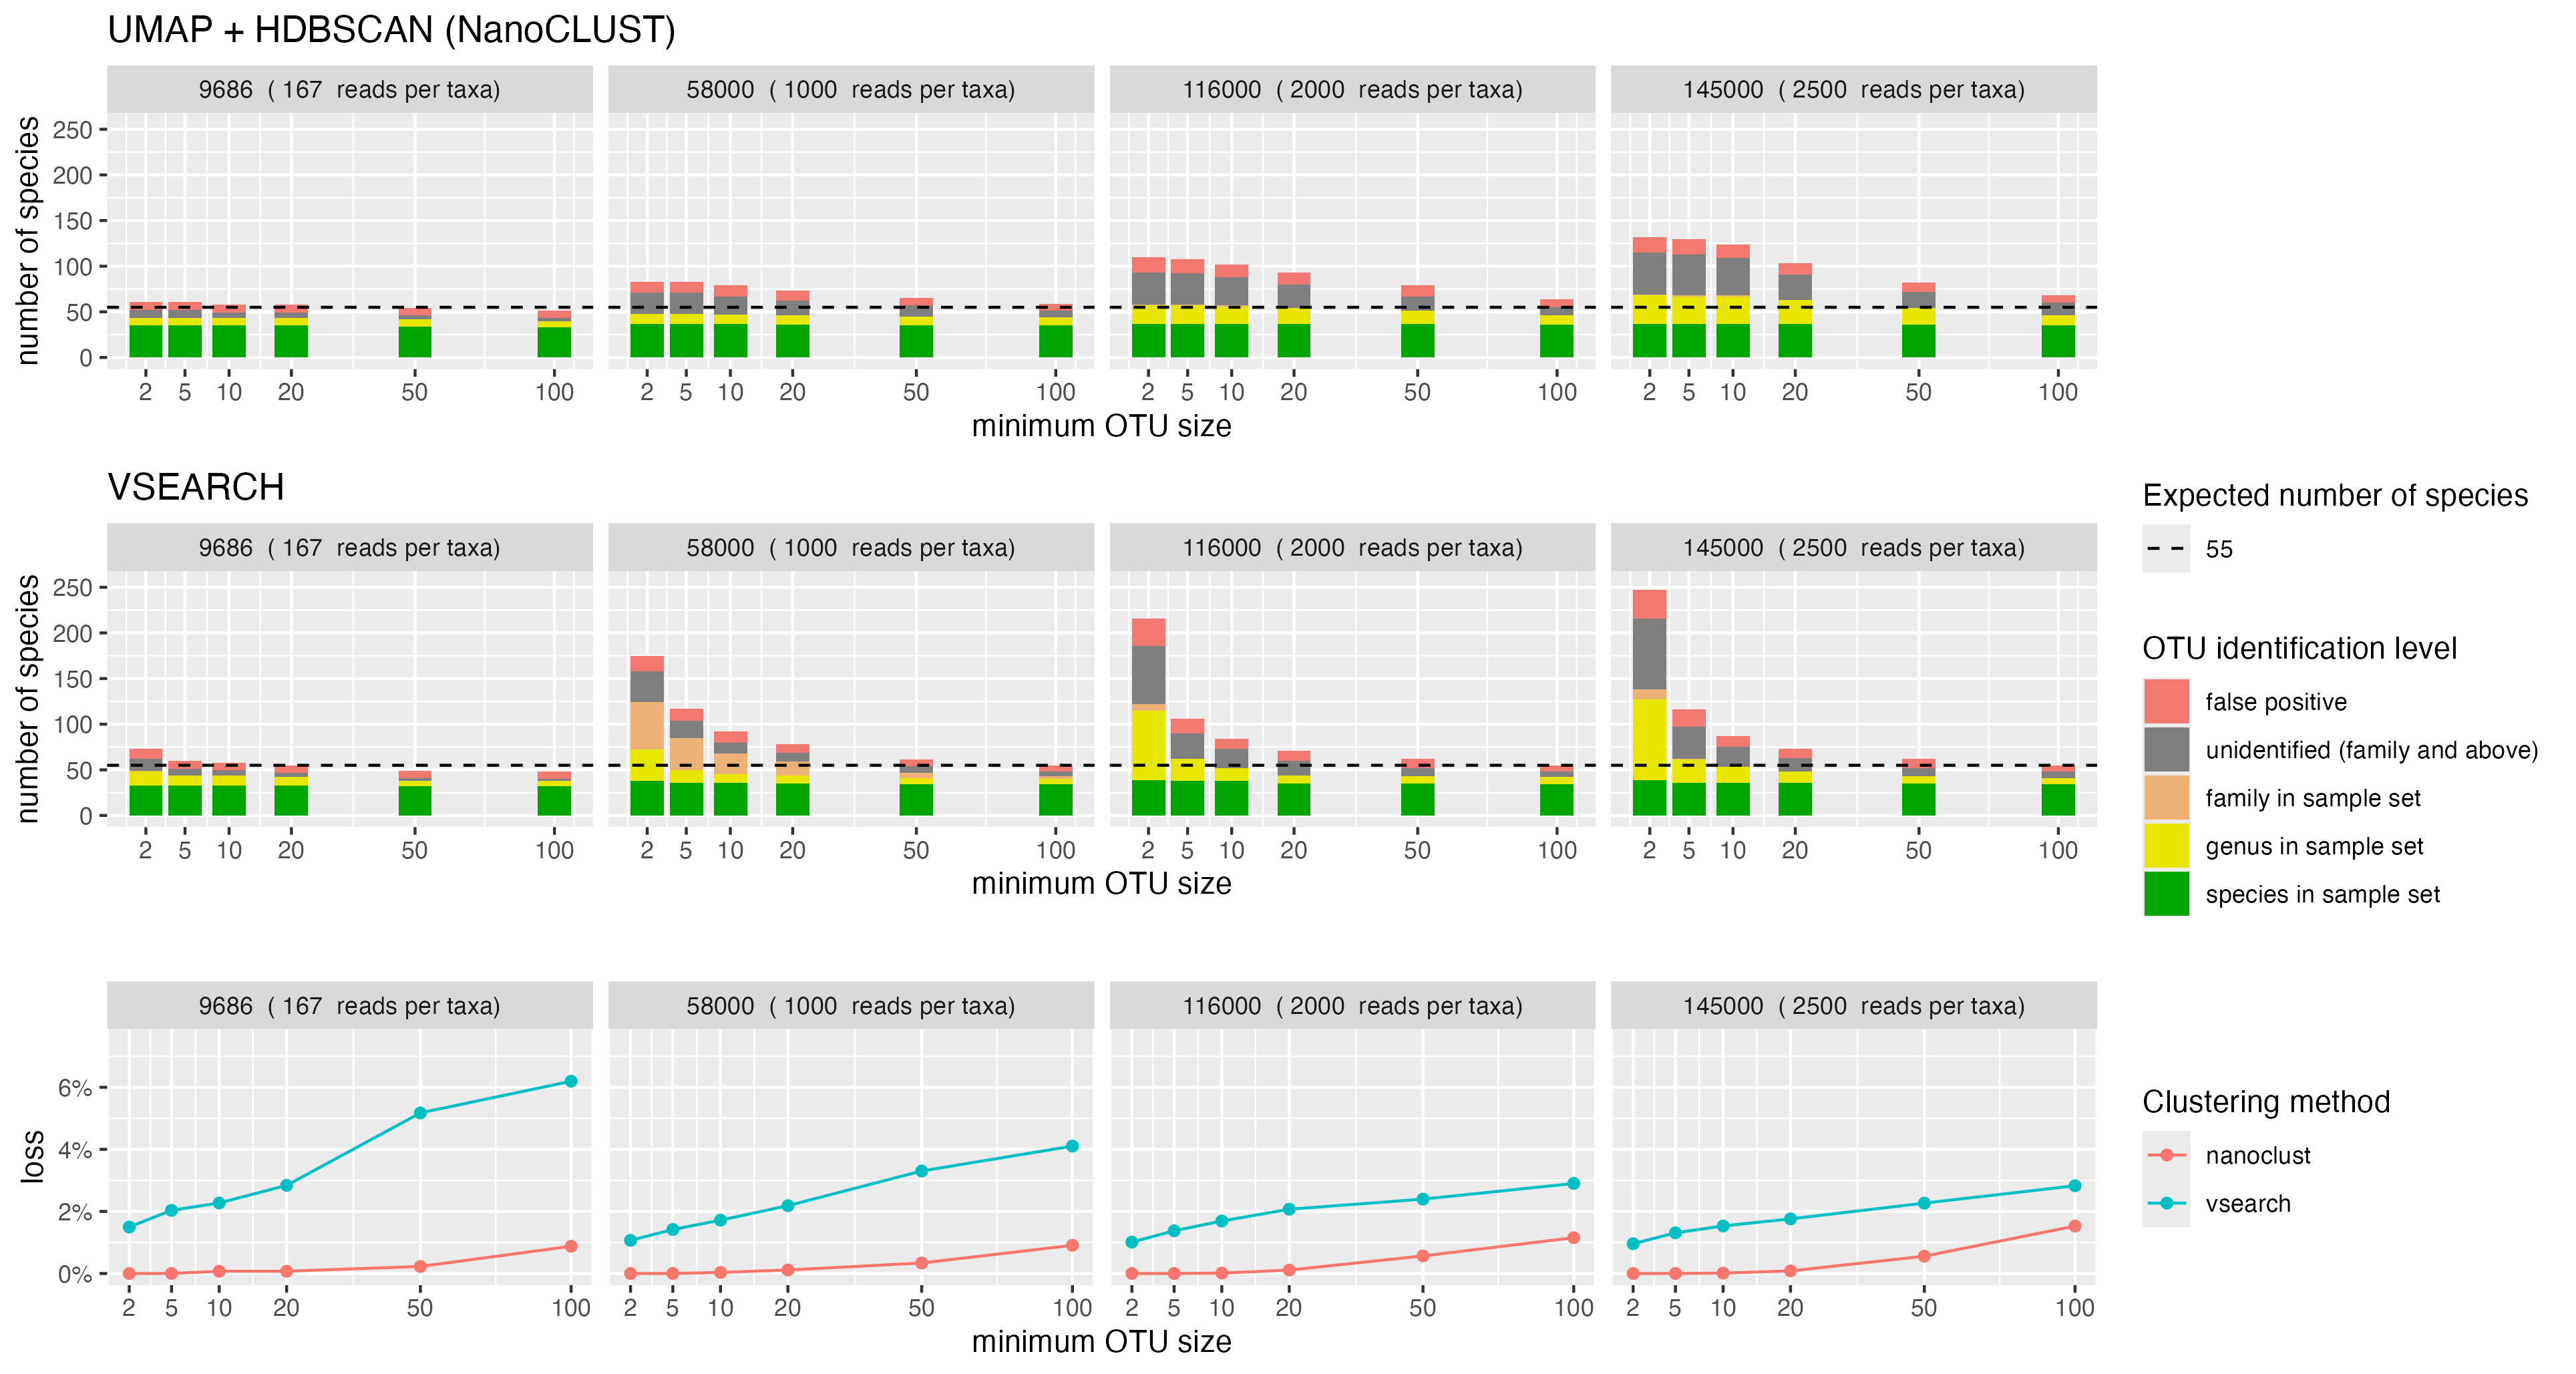 UMAP + HDBSCAN (NanoCLUST)
9686 ( 167 reads per taxa)
58000 ( 1000 reads per taxa)
116000 ( 2000 reads per taxa)
145000 ( 2500 reads per taxa)
number of species
250
200
150
100
50
0
2 5 10 20 50 100
2 5 10 20 50 100
2 5 10 20 50 100
2 5 10 20 50 100
minimum OTU size
VSEARCH
9686 ( 167 reads per taxa)
58000 ( 1000 reads per taxa)
116000 ( 2000 reads per taxa)
145000 ( 2500 reads per taxa)
number of species
250
200
150
100
50
0
2 5 10 20 50 100
2 5 10 20 50 100
2 5 10 20 50 100
2 5 10 20 50 100
minimum OTU size
Expected number of species
55
OTU identification level
false positive
unidentified (family and above)
family in sample set
genus in sample set
species in sample set
9686 ( 167 reads per taxa)
58000 ( 1000 reads per taxa)
116000 ( 2000 reads per taxa)
145000 ( 2500 reads per taxa)
loss
6%
4%
2%
0%
2 5 10 20 50 100
2 5 10 20 50 100
2 5 10 20 50 100
2 5 10 20 50 100
minimum OTU size
Clustering method
nanoclust
vsearch